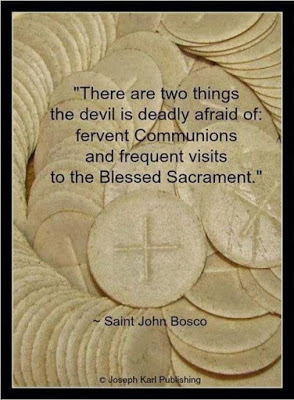 "There are two things
the devil is deadly afraid of:
fervent Communions
and frequent visits
to the Blessed Sacrament."
~ Saint John Bosco
© Joseph Karl Publishing